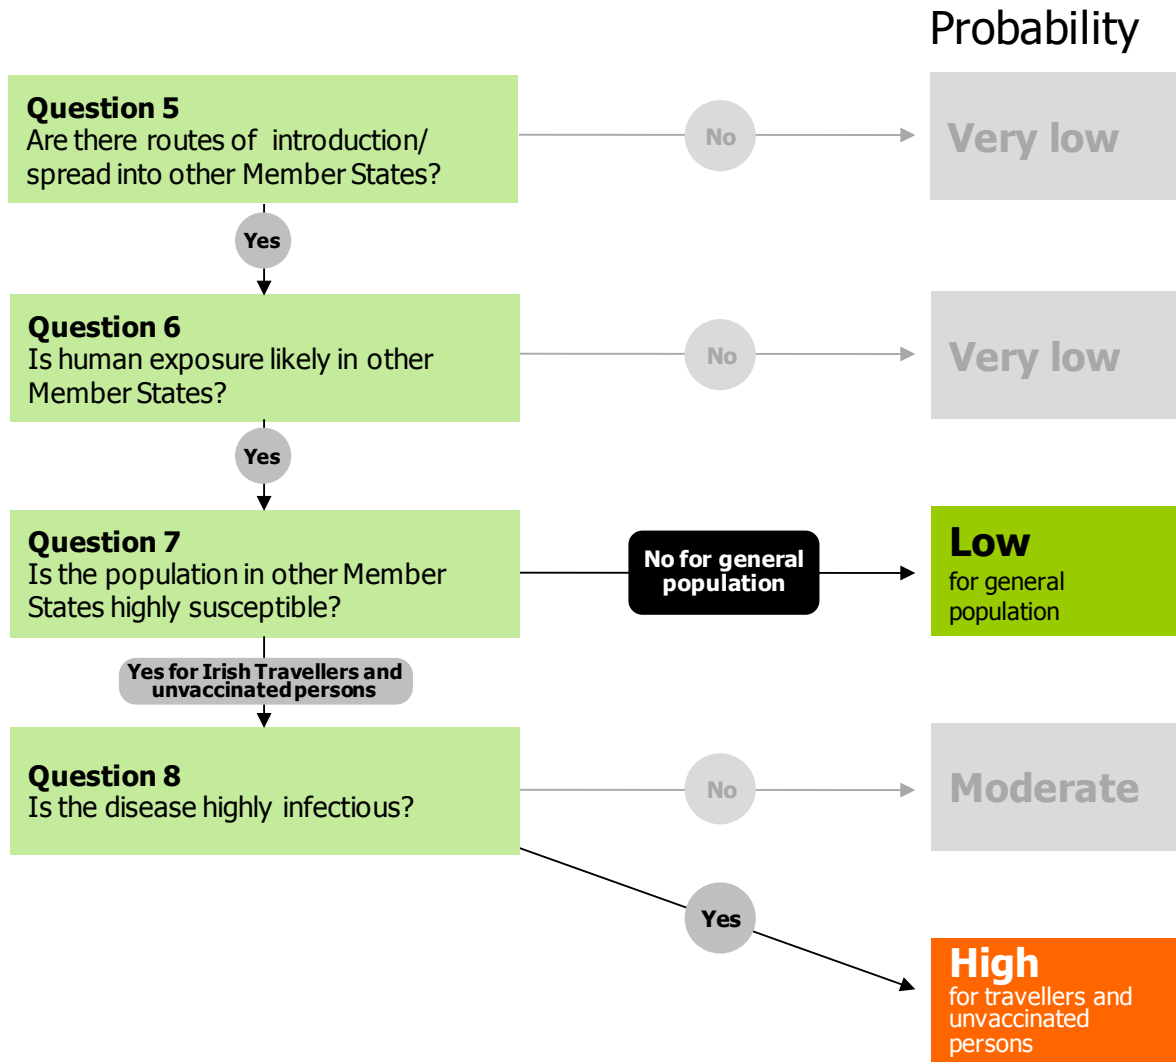 Probability
Question 5
Are there routes of introduction/
spread into other Member States?
No
Very low
Yes
Question 6
Is human exposure likely in other
Member States?
No
Very low
Yes
Question 7
Is the population in other Member
States highly susceptible?
No for general
population
Low
for general
population
Yes for Irish Travellers and
unvaccinated persons
Question 8
Is the disease highly infectious?
No
Moderate
Yes
High
for travellers and
unvaccinated
persons